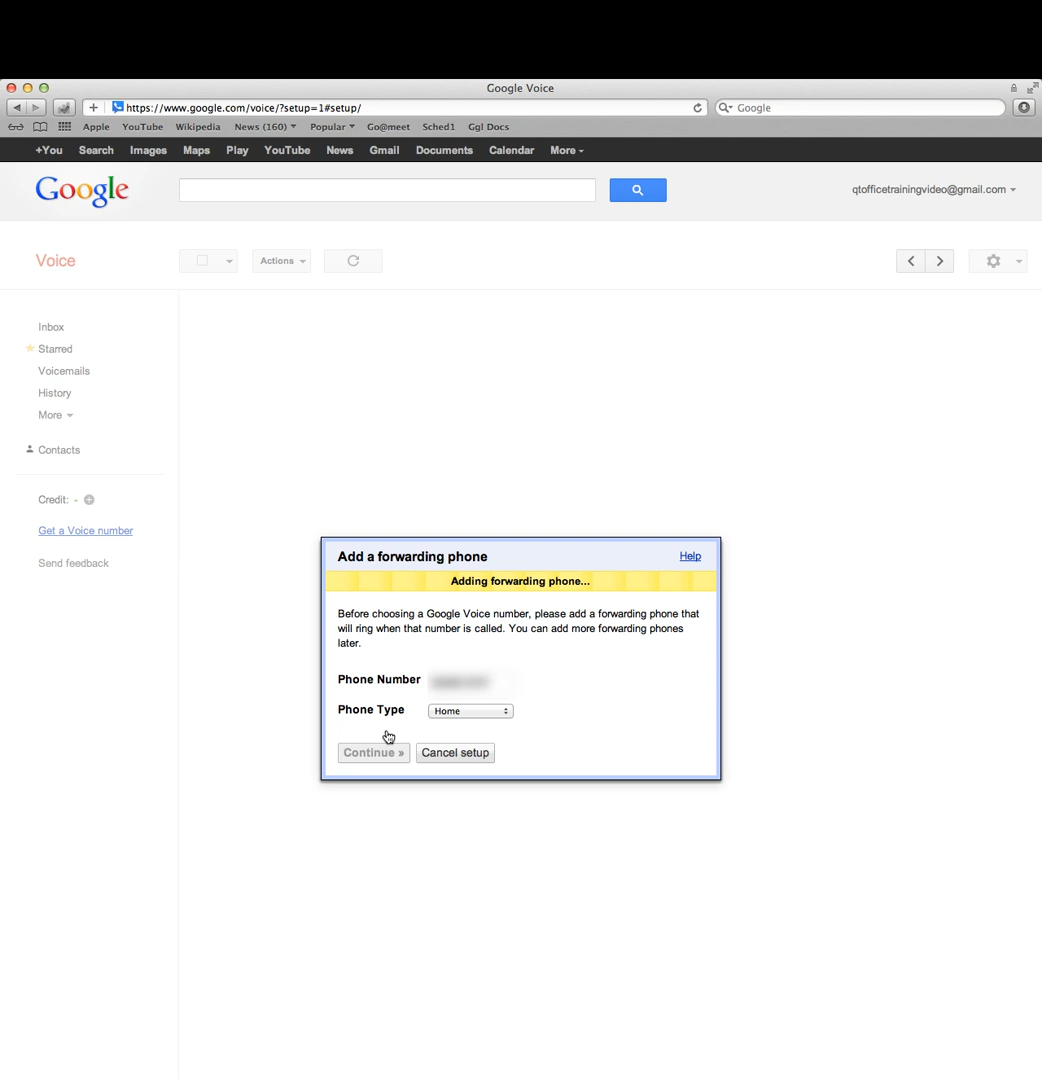 Google Voice
https://www.google.com/voice/?setup=1#setup/
Google
Apple YouTube Wikipedia News (160) Popular Go@meet Sched1 Ggl Docs
+You Search Images Maps Play YouTube News Gmail Documents Calendar More
Google
qtofficetrainingvideo@gmail.com
Voice
Actions
Inbox
Starred
Voicemails
History
More
Contacts
Credit: -
Get a Voice number
Send feedback
Add a forwarding phone Help
Adding forwarding phone...
Before choosing a Google Voice number, please add a forwarding phone that
will ring when that number is called. You can add more forwarding phones
later.
Phone Number
Phone Type Home
Continue » Cancel setup